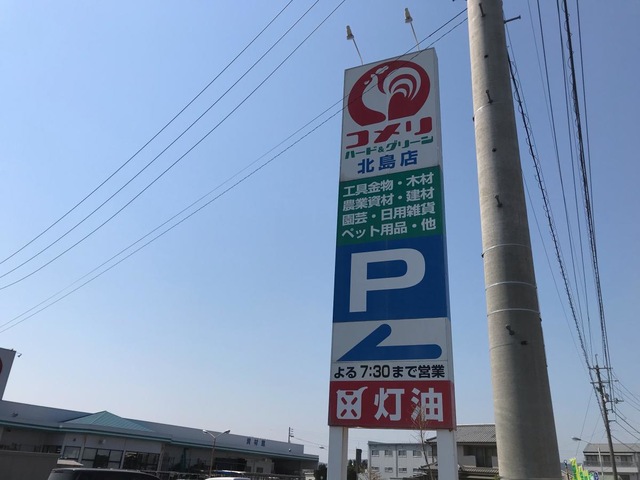 コメリ
ハード&グリーン
北島店
工具金物・木材
農業資材・建材
園芸・日用雑貨
ペット用品・他
P
よる7:30まで営業
灯油